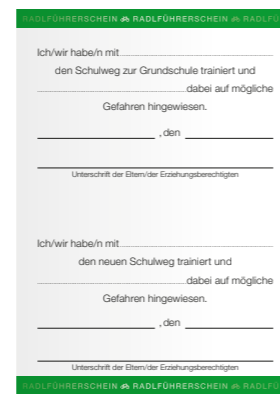 RADLFÜHRERSCHEIN RADLFÜHRERSCHEIN RADLFÜ
Ich/wir habe/n mit
den Schulweg zur Grundschule trainiert und
dabei auf mögliche
Gefahren hingewiesen.
, den
Unterschrift der Eltern/der Erziehungsberechtigten
Ich/wir habe/n mit
den neuen Schulweg trainiert und
dabei auf mögliche
Gefahren hingewiesen.
, den
Unterschrift der Eltern/der Erziehungsberechtigten
RADLFÜHRERSCHEIN RADLFÜHRERSCHEIN RADLFÜ